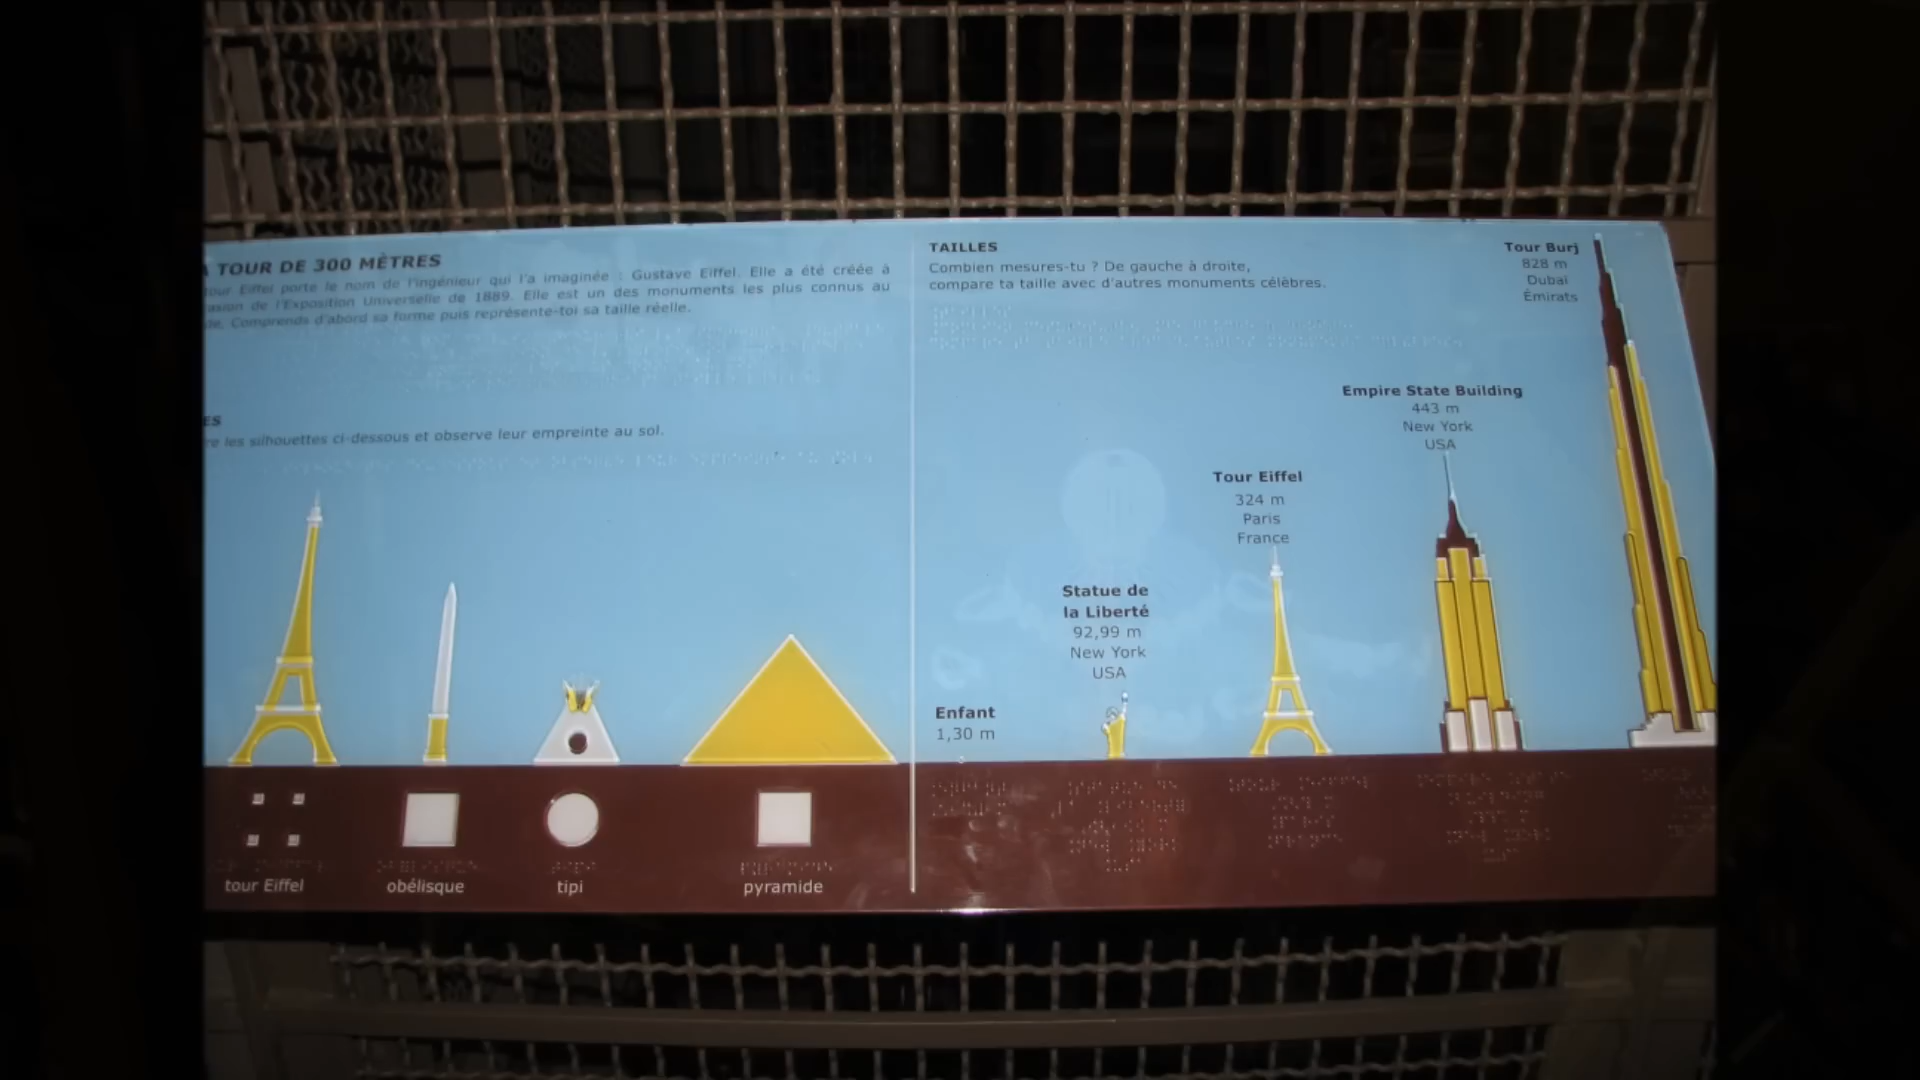 TOUR DE 300 MÈTRES
tour Eiffel porte le nom de l'ingénieur qui l'a imaginée : Gustave Eiffel. Elle a été créée à
de l'Exposition Universelle de 1889. Elle est un des monuments les plus connus au
Comprends d'abord sa forme puis représente-toi sa taille réelle.
les silhouettes ci-dessous et observe leur empreinte au sol.
tour Eiffel
obélisque
tipi
pyramide
TAILLES
Combien mesures-tu ? De gauche à droite,
compare ta taille avec d'autres monuments célèbres.
Enfant
1,30 m
Statue de
la Liberté
92,99 m
New York
USA
Tour Eiffel
324 m
Paris
France
Empire State Building
443 m
New York
USA
Tour Burj
828 m
Dubaï
Émirats